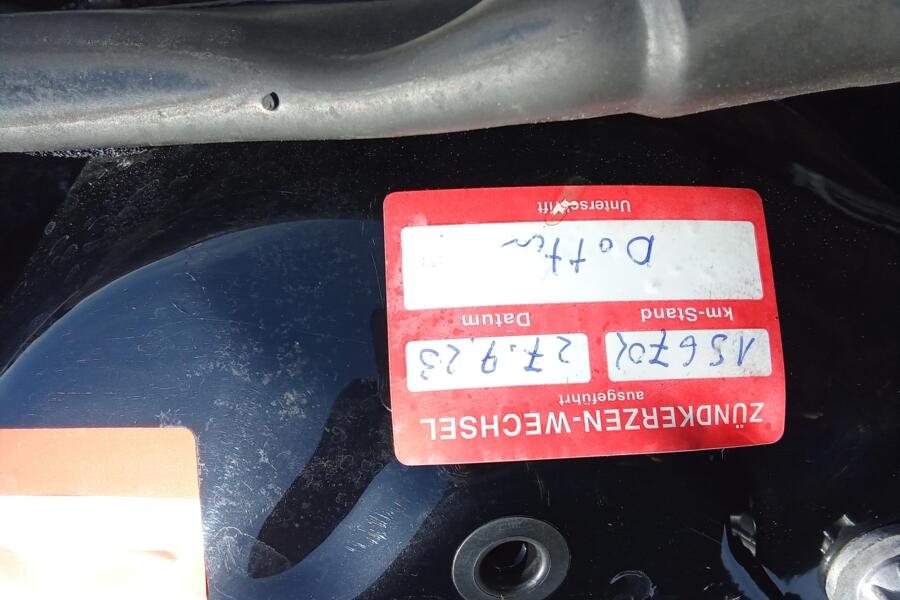 ZÜNDKERZEN-WECHSEL
ausgeführt
156702 27.9.23
km-Stand Datum
Unterschrift